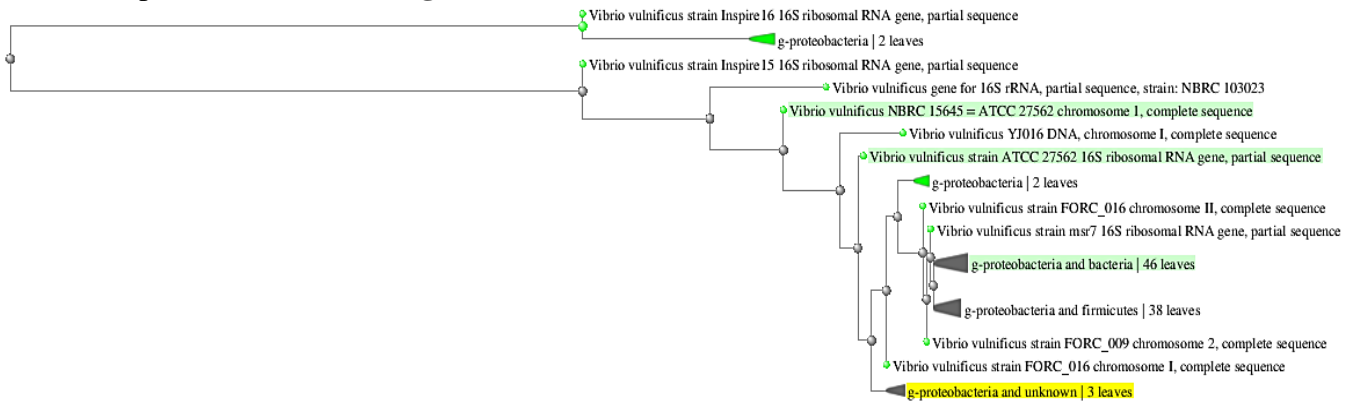 Vibrio vulnificus strain Inspire16 16S ribosomal RNA gene, partial sequence
g-proteobacteria | 2 leaves
Vibrio vulnificus strain Inspire15 16S ribosomal RNA gene, partial sequence
Vibrio vulnificus gene for 16S rRNA, partial sequence, strain: NBRC 103023
Vibrio vulnificus NBRC 15645 = ATCC 27562 chromosome 1, complete sequence
Vibrio vulnificus YJ016 DNA, chromosome I, complete sequence
Vibrio vulnificus strain ATCC 27562 16S ribosomal RNA gene, partial sequence
g-proteobacteria | 2 leaves
Vibrio vulnificus strain FORC_016 chromosome II, complete sequence
Vibrio vulnificus strain msr7 16S ribosomal RNA gene, partial sequence
g-proteobacteria and bacteria | 46 leaves
g-proteobacteria and firmicutes | 38 leaves
Vibrio vulnificus strain FORC_009 chromosome 2, complete sequence
Vibrio vulnificus strain FORC_016 chromosome I, complete sequence
g-proteobacteria and unknown | 3 leaves